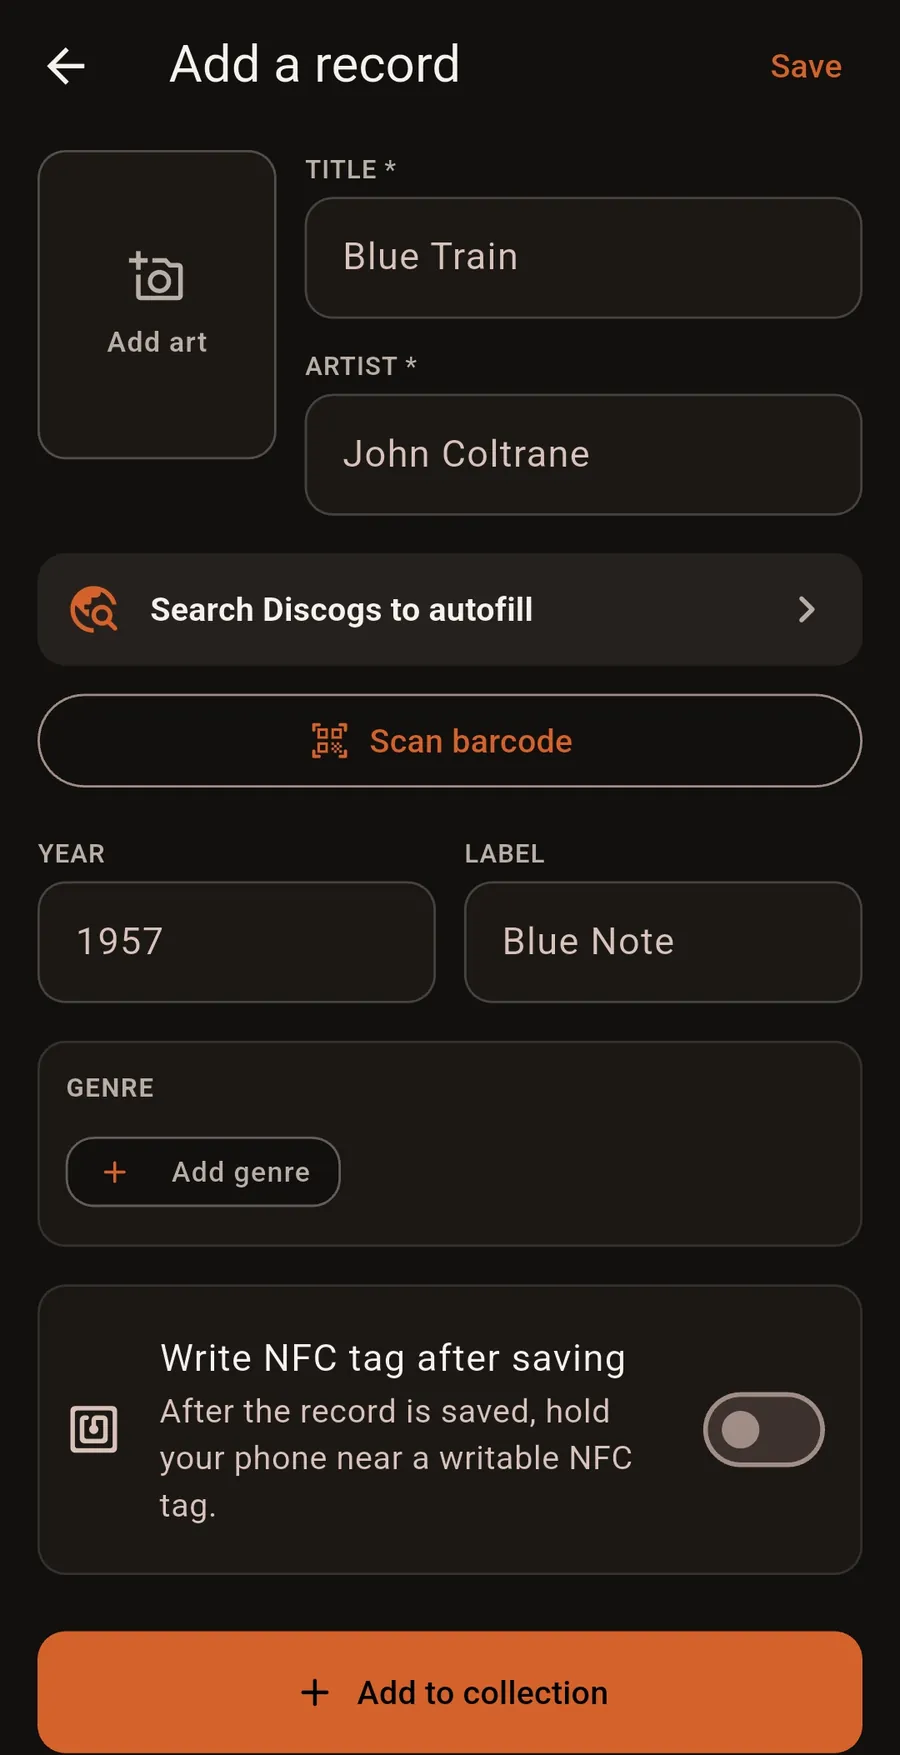 Add a record
Save
Add art
TITLE *
Blue Train
ARTIST *
John Coltrane
Search Discogs to autofill
Scan barcode
YEAR
LABEL
1957
Blue Note
GENRE
+ Add genre
Write NFC tag after saving
After the record is saved, hold
your phone near a writable NFC
tag.
+ Add to collection